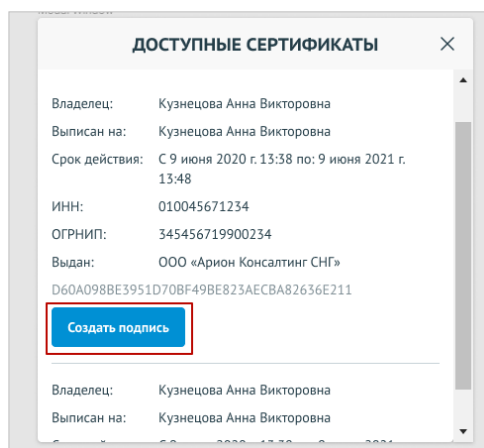 ДОСТУПНЫЕ СЕРТИФИКАТЫ
Владелец: Кузнецова Анна Викторовна
Выписан на: Кузнецова Анна Викторовна
Срок действия: С 9 июня 2020 г. 13:38 по: 9 июня 2021 г.
13:48
ИНН: 010045671234
ОГРНИП: 345456719900234
Выдан: ООО «Арион Консалтинг СНГ»
D60A098BE3951D70BF49BE823AECBA82636E211
Создать подпись
Владелец: Кузнецова Анна Викторовна
Выписан на: Кузнецова Анна Викторовна